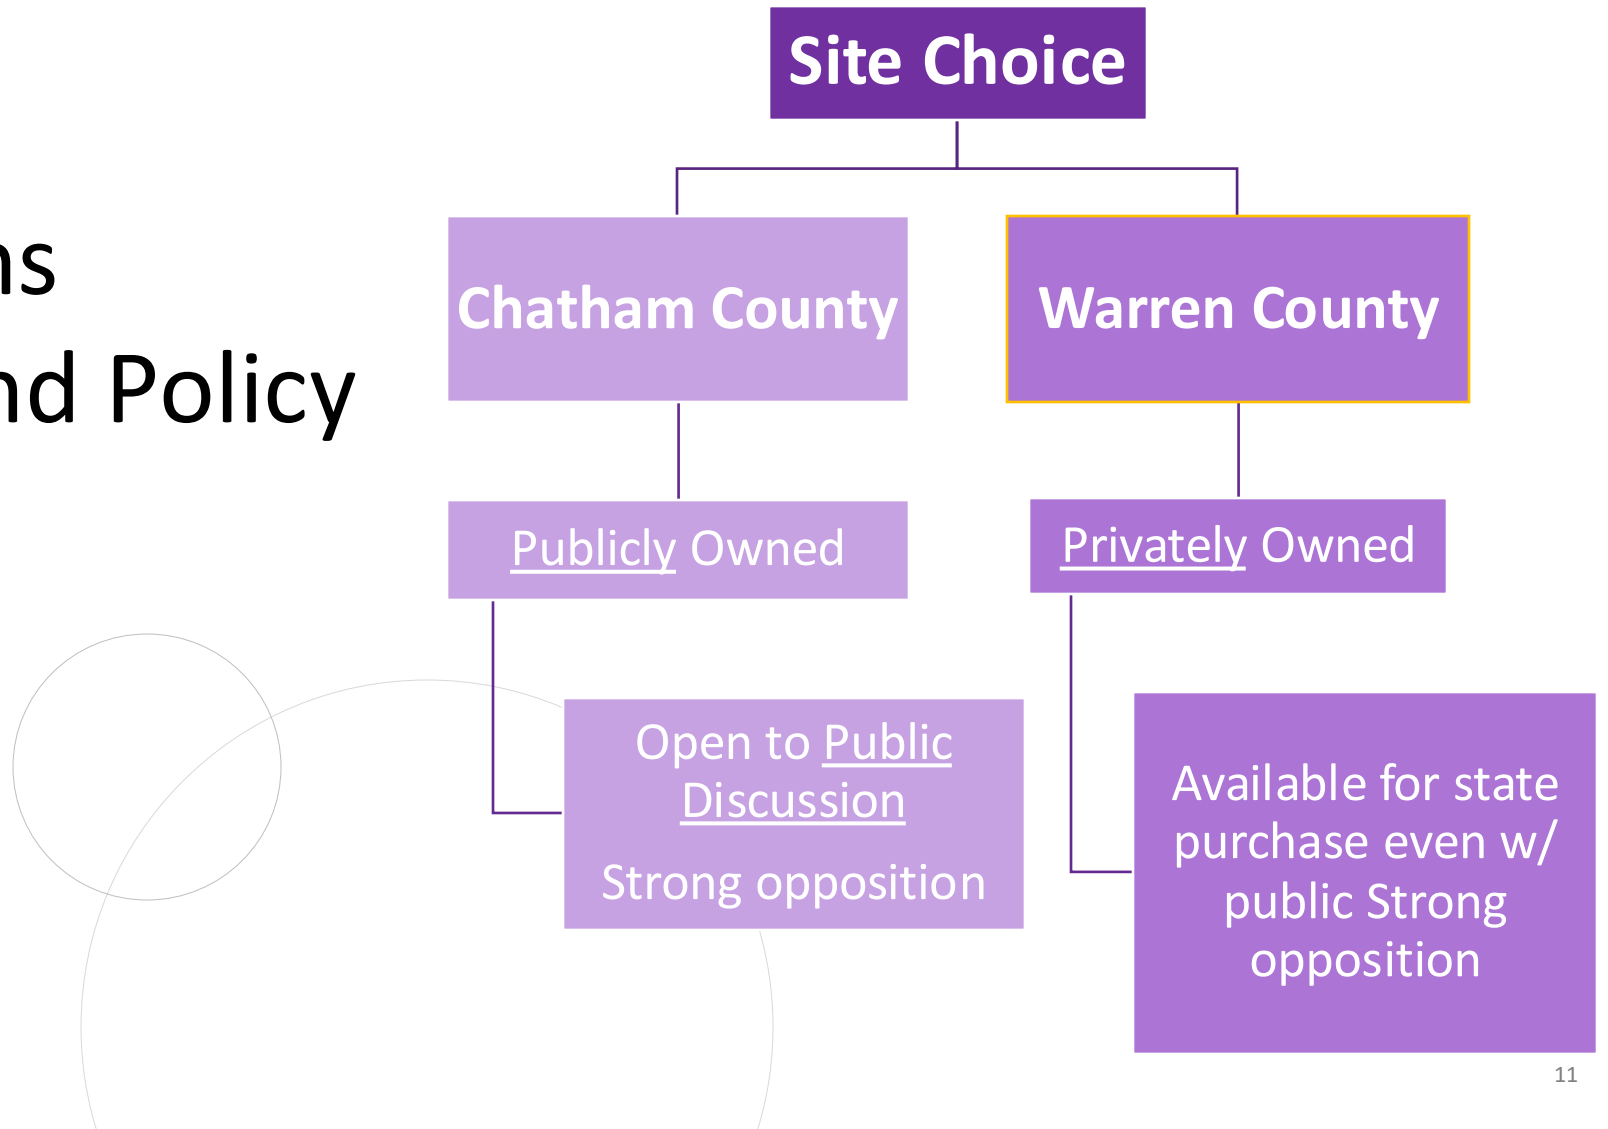 Site Choice
ns
nd Policy
Chatham County
Warren County
Publicly Owned
Privately Owned
Open to Public
Discussion
Strong opposition
Available for state
purchase even w/
public Strong
opposition
11